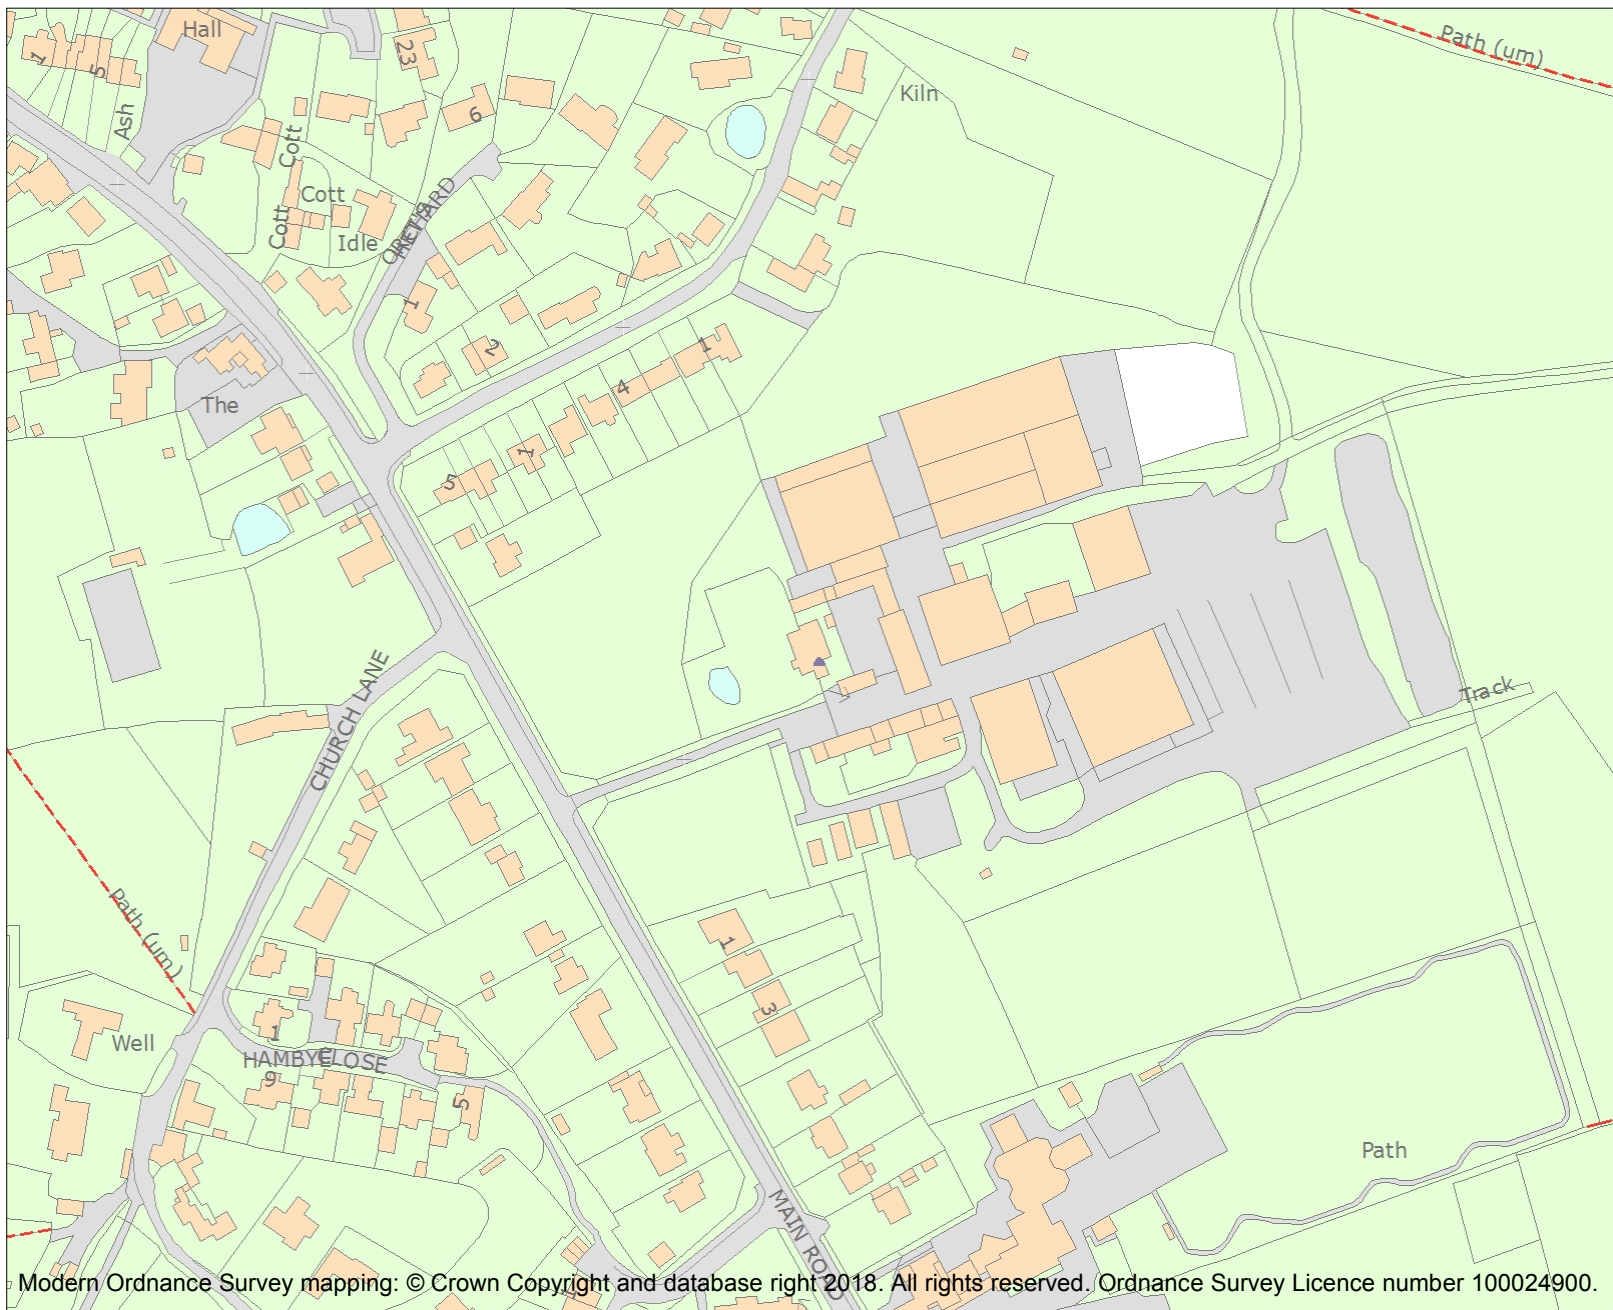 Hall
Path (um)
1
5
23
Ash
6
Kiln
Cott
Cott
Cott
Idle
ORCHARD
1
2
1
4
The
1
5
CHURCH LANE
Track
Path (um)
1
3
Well
1
HAMBYE CLOSE
9
5
Path
MAIN ROAD
Modern Ordnance Survey mapping: © Crown Copyright and database right 2018. All rights reserved. Ordnance Survey Licence number 100024900.